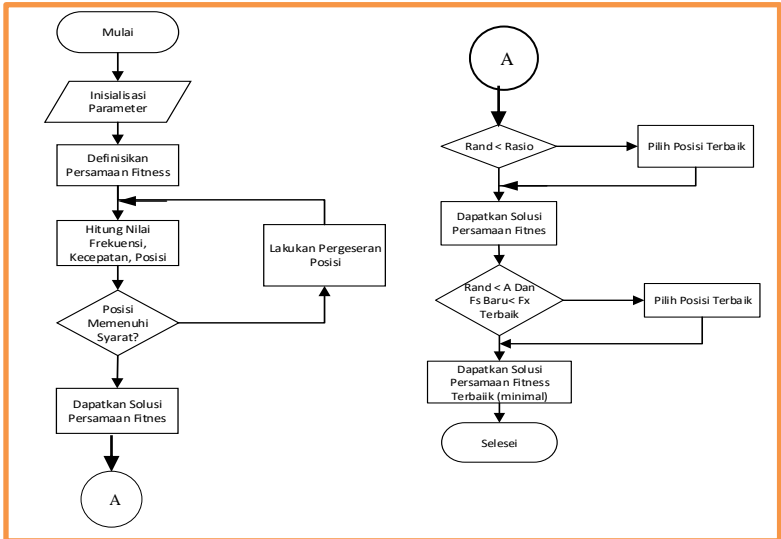 Mulai
Inisialisasi
Parameter
Definisikan
Persamaan Fitness
Hitung Nilai
Frekuensi,
Kecepatan, Posisi
Lakukan Pergeseran
Posisi
Posisi
Memenuhi
Syarat?
Dapatkan Solusi
Persamaan Fitnes
A
A
Rand < Rasio
Pilih Posisi Terbaik
Dapatkan Solusi
Persamaan Fitnes
Rand < A Dan
Fs Baru< Fx
Terbaik
Pilih Posisi Terbaik
Dapatkan Solusi
Persamaan Fitness
Terbaiik (minimal)
Selesei